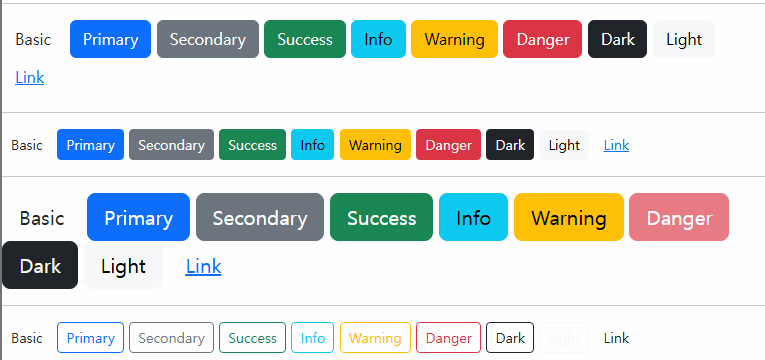 Basic Primary Secondary Success Info Warning Danger Dark Light
Link
Basic Primary Secondary Success Info Warning Danger Dark Light Link
Basic Primary Secondary Success Info Warning Danger
Dark Light Link
Basic Primary Secondary Success Info Warning Danger Dark Light Link